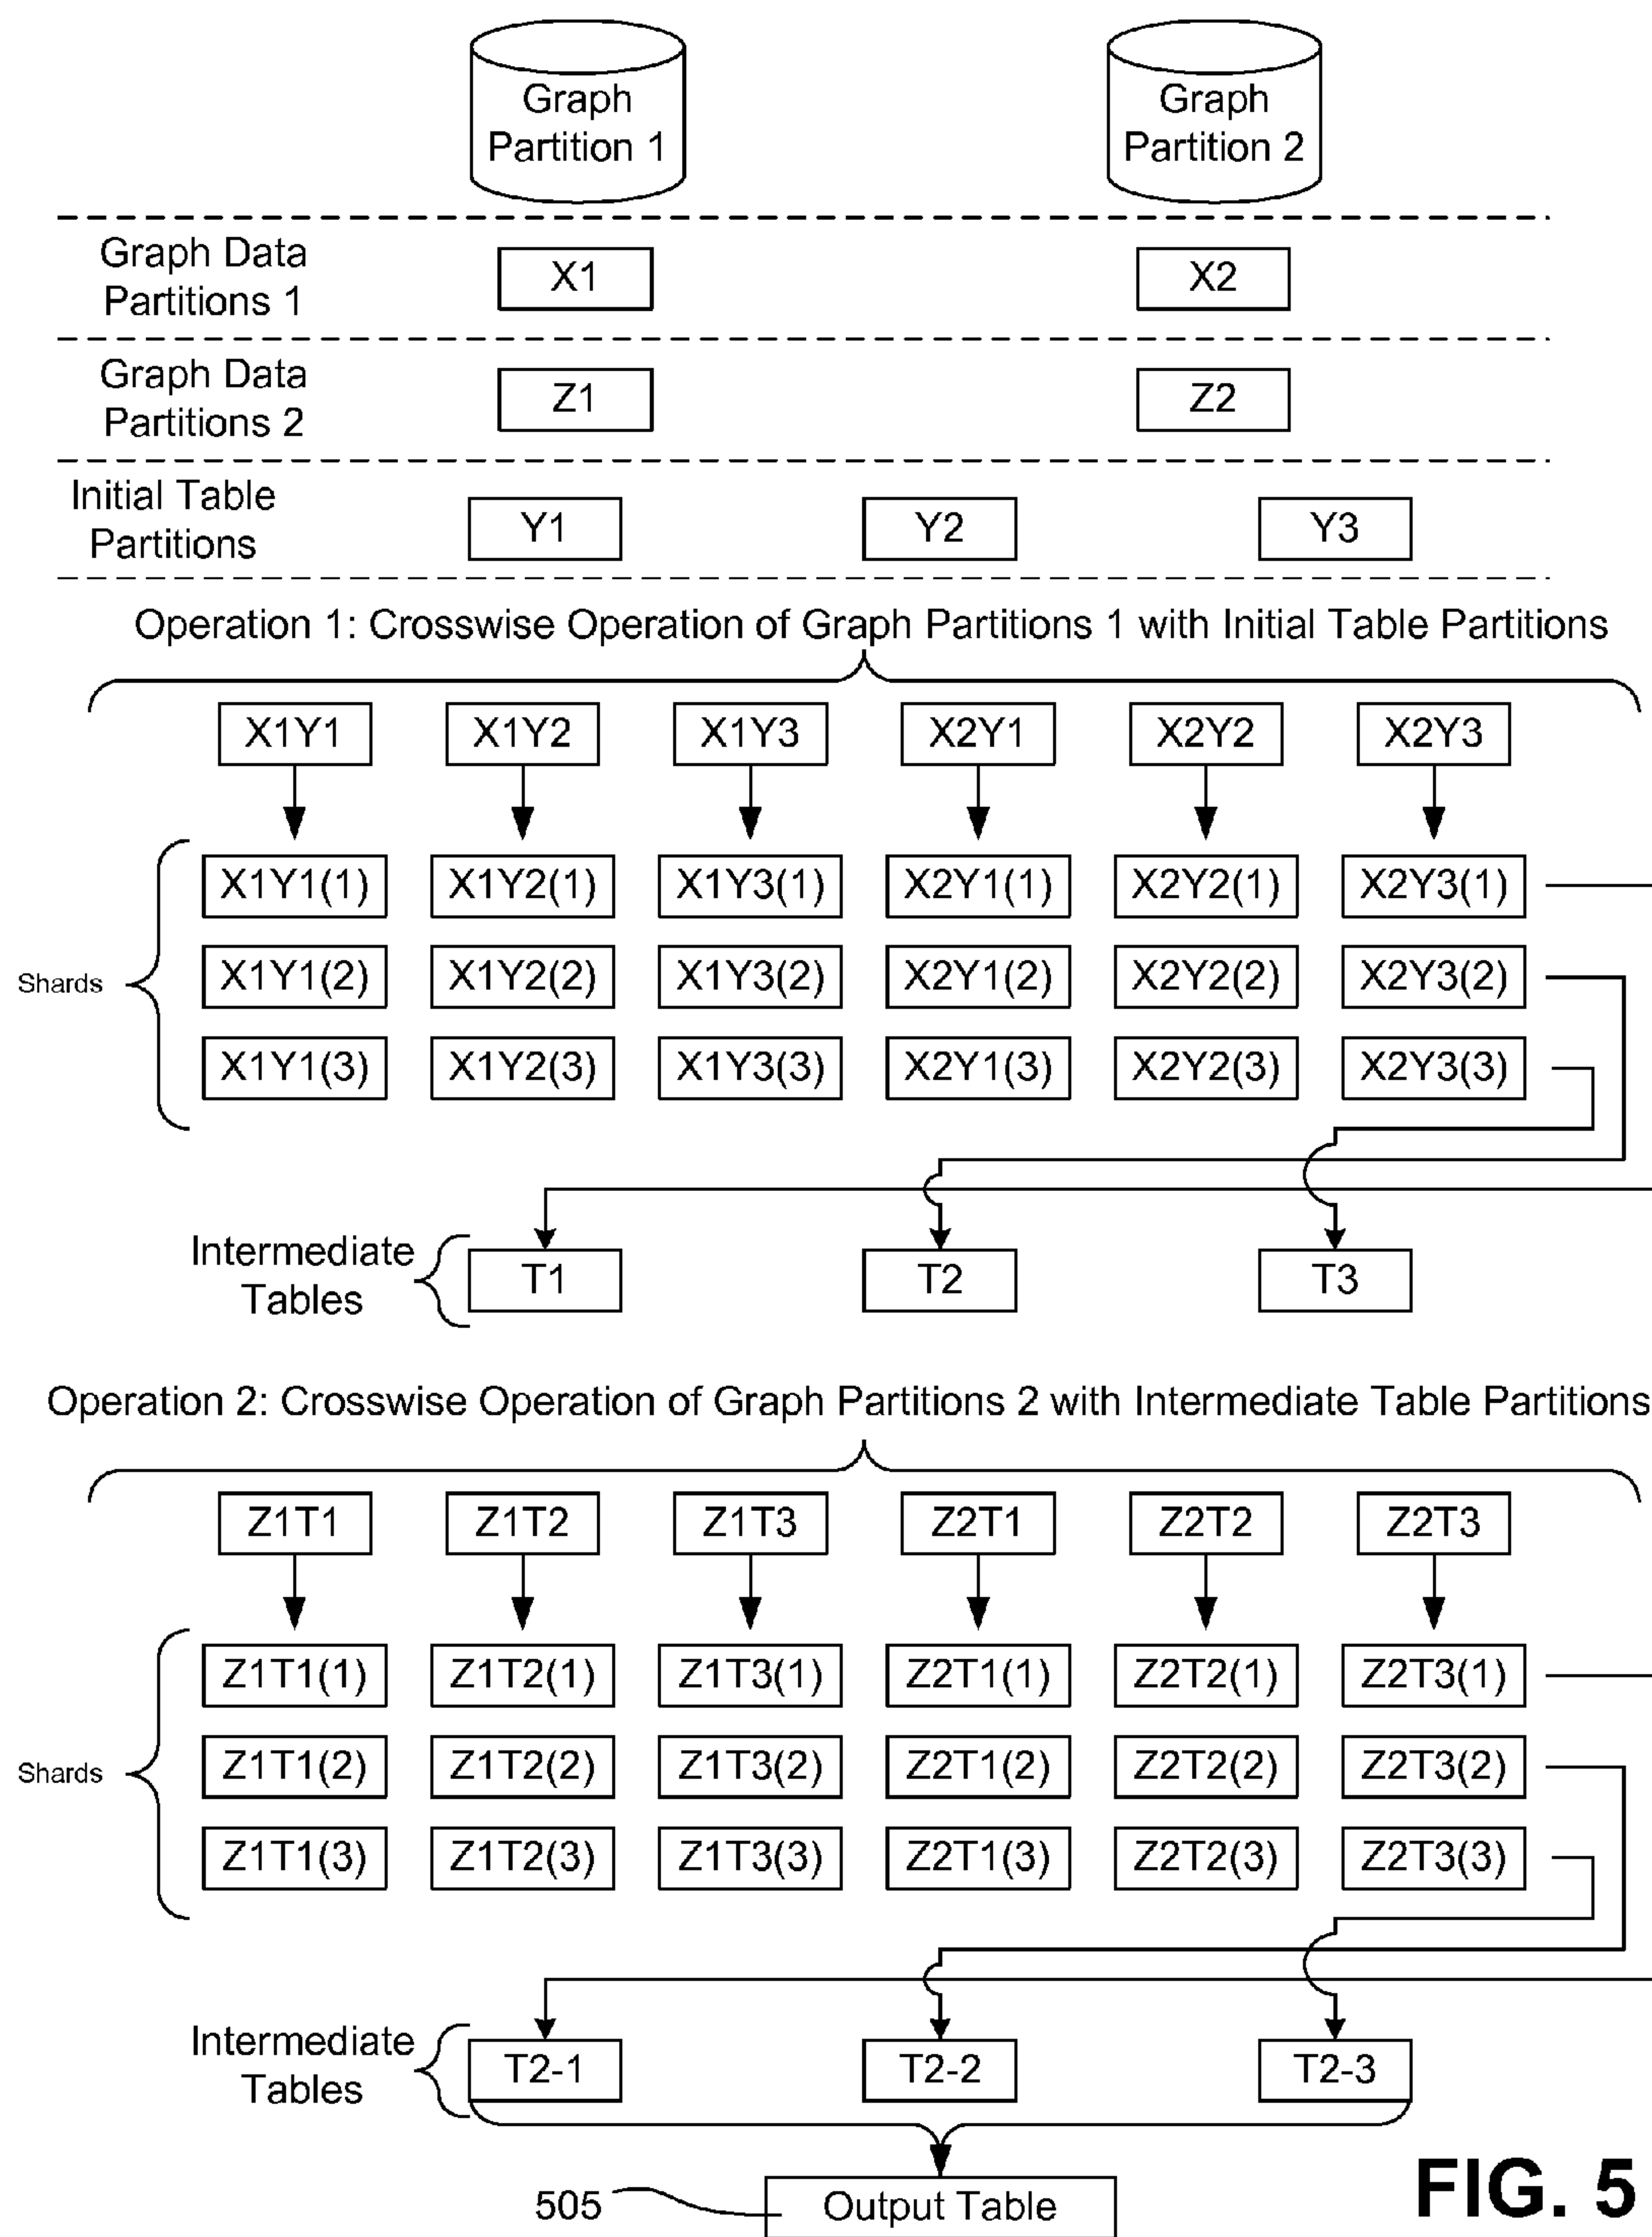 Graph
Partition 1
Graph
Partition 2
Graph Data
Partitions 1
X1
X2
Graph Data
Partitions 2
Z1
Z2
Initial Table
Partitions
Y1
Y2
Y3
Operation 1: Crosswise Operation of Graph Partitions 1 with Initial Table Partitions
X1Y1
X1Y2
X1Y3
X2Y1
X2Y2
X2Y3
Shards
X1Y1(1)
X1Y2(1)
X1Y3(1)
X2Y1(1)
X2Y2(1)
X2Y3(1)
X1Y1(2)
X1Y2(2)
X1Y3(2)
X2Y1(2)
X2Y2(2)
X2Y3(2)
X1Y1(3)
X1Y2(3)
X1Y3(3)
X2Y1(3)
X2Y2(3)
X2Y3(3)
Intermediate
Tables
T1
T2
T3
Operation 2: Crosswise Operation of Graph Partitions 2 with Intermediate Table Partitions
Z1T1
Z1T2
Z1T3
Z2T1
Z2T2
Z2T3
Shards
Z1T1(1)
Z1T2(1)
Z1T3(1)
Z2T1(1)
Z2T2(1)
Z2T3(1)
Z1T1(2)
Z1T2(2)
Z1T3(2)
Z2T1(2)
Z2T2(2)
Z2T3(2)
Z1T1(3)
Z1T2(3)
Z1T3(3)
Z2T1(3)
Z2T2(3)
Z2T3(3)
Intermediate
Tables
T2-1
T2-2
T2-3
505
Output Table
FIG. 5